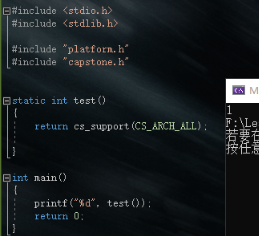 #include <stdio.h>
#include <stdlib.h>
#include "platform.h"
#include "capstone.h"
static int test()
{
return cs_support(CS_ARCH_ALL);
}
int main()
{
printf("%d", test());
return 0;
}
M
1
F:\Le
若要在
按任意